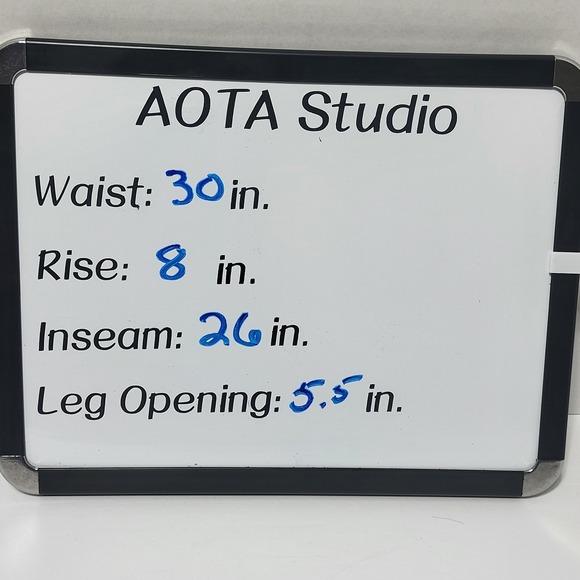 AOTA Studio
Waist: 30 in.
Rise: 8 in.
Inseam: 26 in.
Leg Opening: 5.5 in.